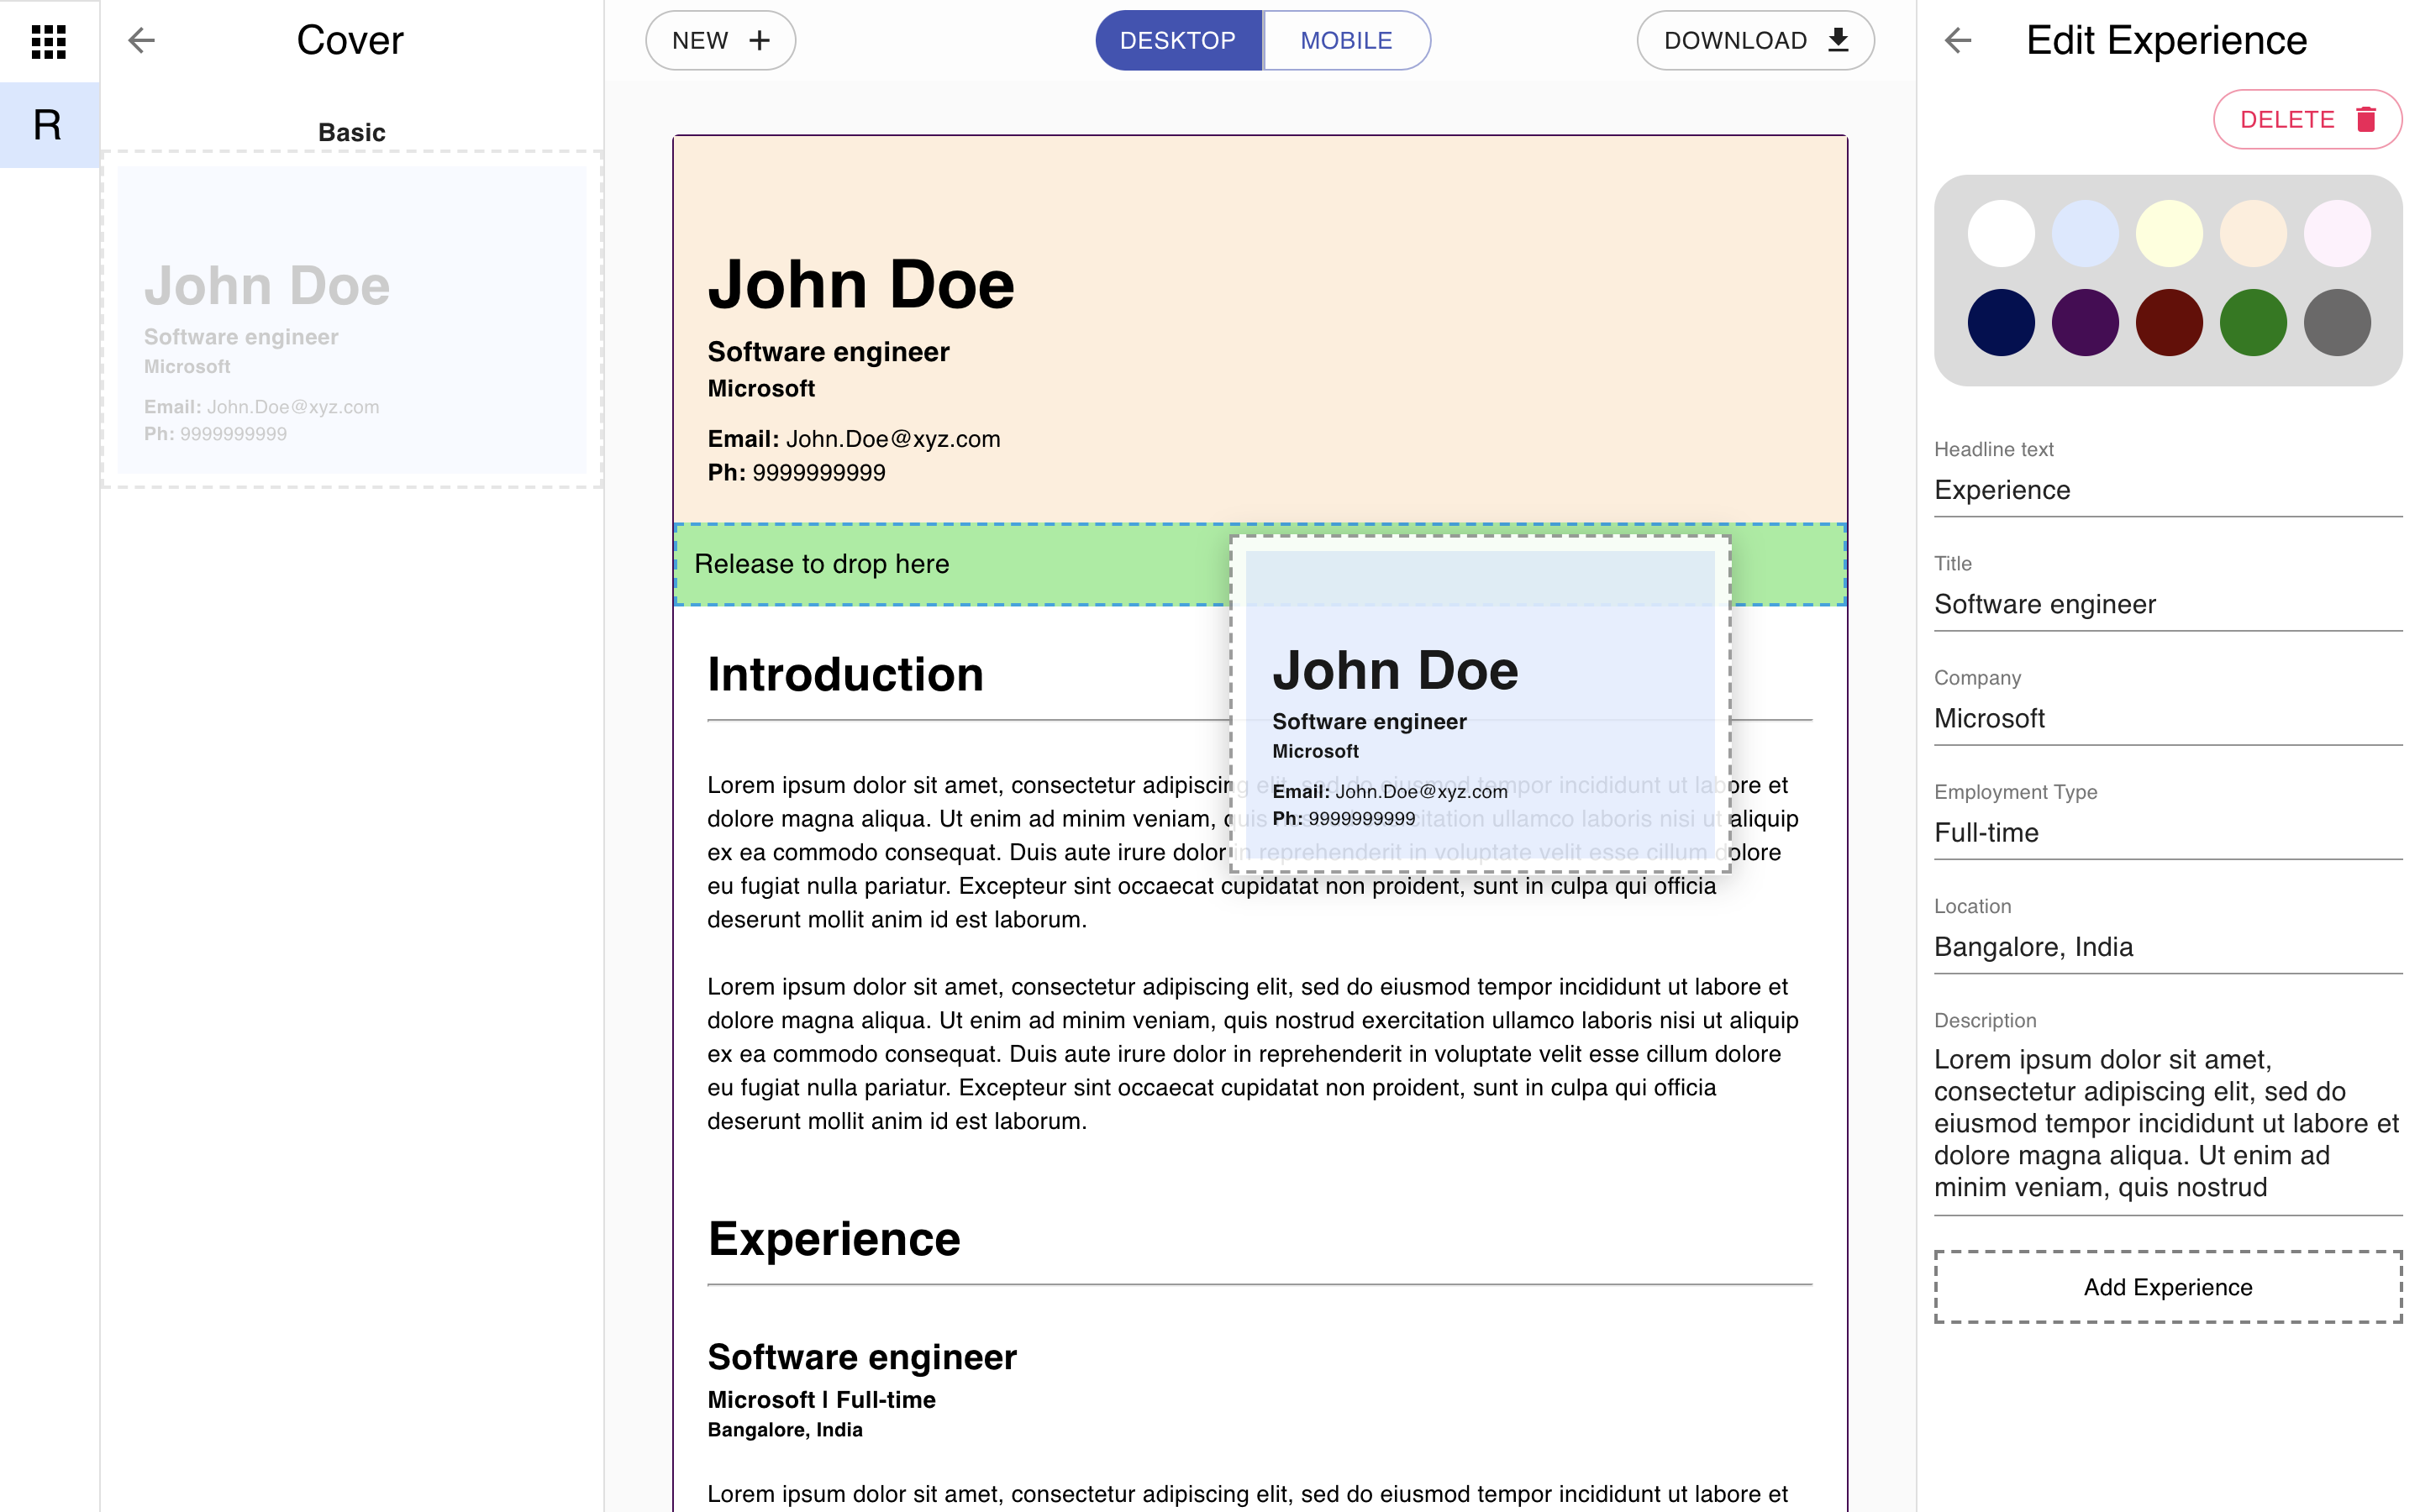 R
Cover
Basic
John Doe
Software engineer
Microsoft
Email: John.Doe@xyz.com
Ph: 9999999999
NEW
DESKTOP
MOBILE
DOWNLOAD
John Doe
Software engineer
Microsoft
Email: John.Doe@xyz.com
Ph: 9999999999
Release to drop here
John Doe
Software engineer
Microsoft
Email: John.Doe@xyz.com
Ph: 9999999999
Introduction
Lorem ipsum dolor sit amet, consectetur adipiscing elit, sed do eiusmod tempor incididunt ut labore et
dolore magna aliqua. Ut enim ad minim veniam, quis exercitation ullamco laboris nisi ut aliquip
ex ea commodo consequat. Duis aute irure dolor in reprehenderit in voluptate velit esse cillum dolore
eu fugiat nulla pariatur. Excepteur sint occaecat cupidatat non proident, sunt in culpa qui officia
deserunt mollit anim id est laborum.
Lorem ipsum dolor sit amet, consectetur adipiscing elit, sed do eiusmod tempor incididunt ut labore et
dolore magna aliqua. Ut enim ad minim veniam, quis nostrud exercitation ullamco laboris nisi ut aliquip
ex ea commodo consequat. Duis aute irure dolor in reprehenderit in voluptate velit esse cillum dolore
eu fugiat nulla pariatur. Excepteur sint occaecat cupidatat non proident, sunt in culpa qui officia
deserunt mollit anim id est laborum.
Experience
Software engineer
Microsoft | Full-time
Bangalore, India
Lorem ipsum dolor sit amet, consectetur adipiscing elit, sed do eiusmod tempor incididunt ut labore et
Edit Experience
DELETE
Headline text
Experience
Title
Software engineer
Company
Microsoft
Employment Type
Full-time
Location
Bangalore, India
Description
Lorem ipsum dolor sit amet,
consectetur adipiscing elit, sed do
eiusmod tempor incididunt ut labore et
dolore magna aliqua. Ut enim ad
minim veniam, quis nostrud
Add Experience